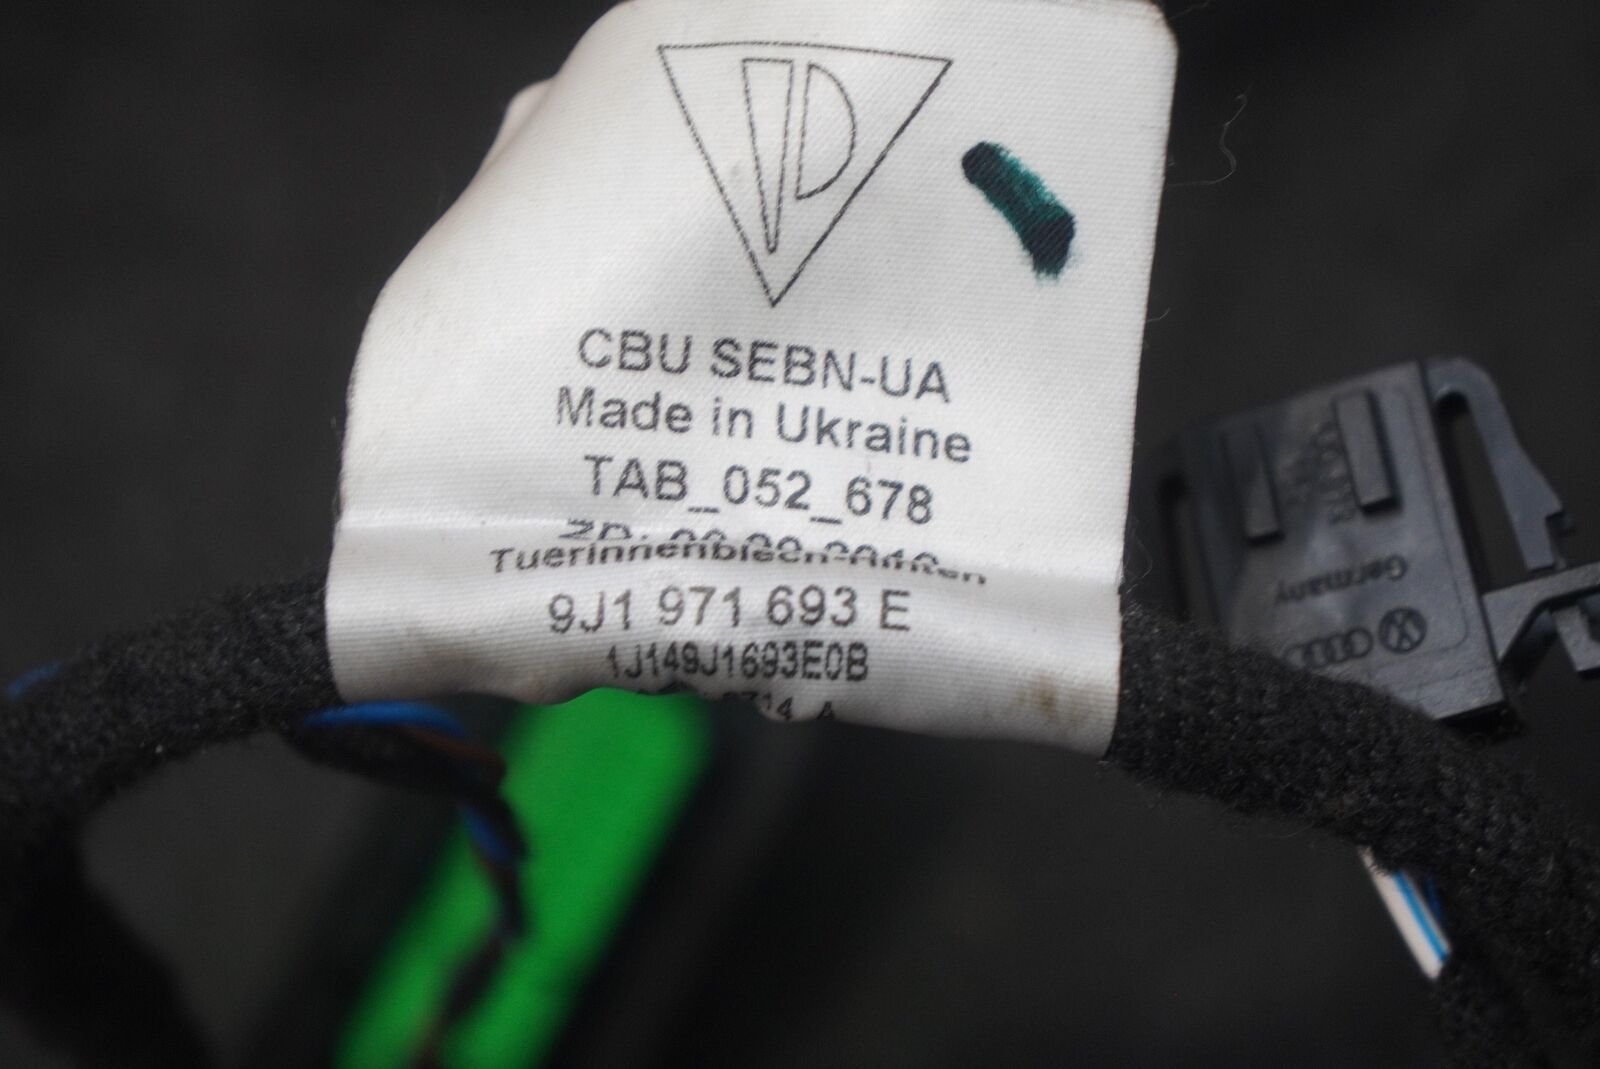 CBU SEBN-UA
Made in Ukraine
TAB_052_678
9J1 971 693 E
1J149J1693E0B
Germany